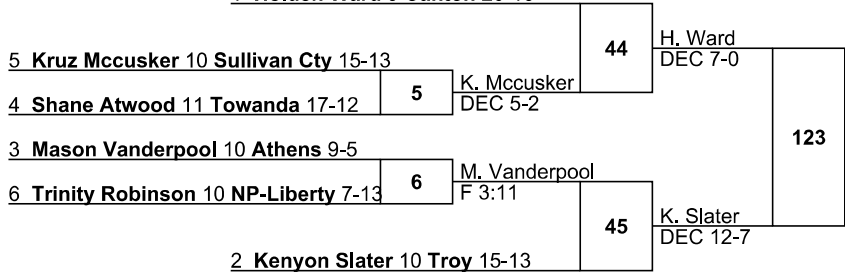 44
H. Ward
DEC 7-0
5 Kruz Mccusker 10 Sullivan Cty 15-13
5
K. Mccusker
DEC 5-2
4 Shane Atwood 11 Towanda 17-12
123
3 Mason Vanderpool 10 Athens 9-5
6
M. Vanderpool
F 3:11
6 Trinity Robinson 10 NP-Liberty 7-13
45
K. Slater
DEC 12-7
2 Kenyon Slater 10 Troy 15-13